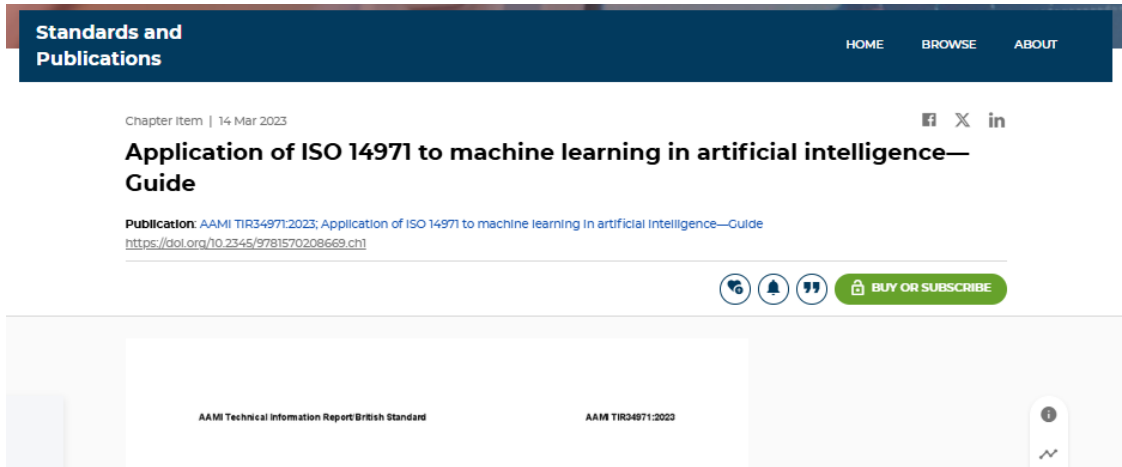 Standards and
Publications
HOME BROWSE ABOUT
Chapter Item | 14 Mar 2023
Application of ISO 14971 to machine learning in artificial intelligence—
Guide
Publication: AAMI TIR34971:2023; Application of ISO 14971 to machine learning in artificial intelligence—Guide
https://doi.org/10.2345/9781570208669.ch1
BUY OR SUBSCRIBE
AAMI Technical Information Report/British Standard AAMI TIR34971:2023